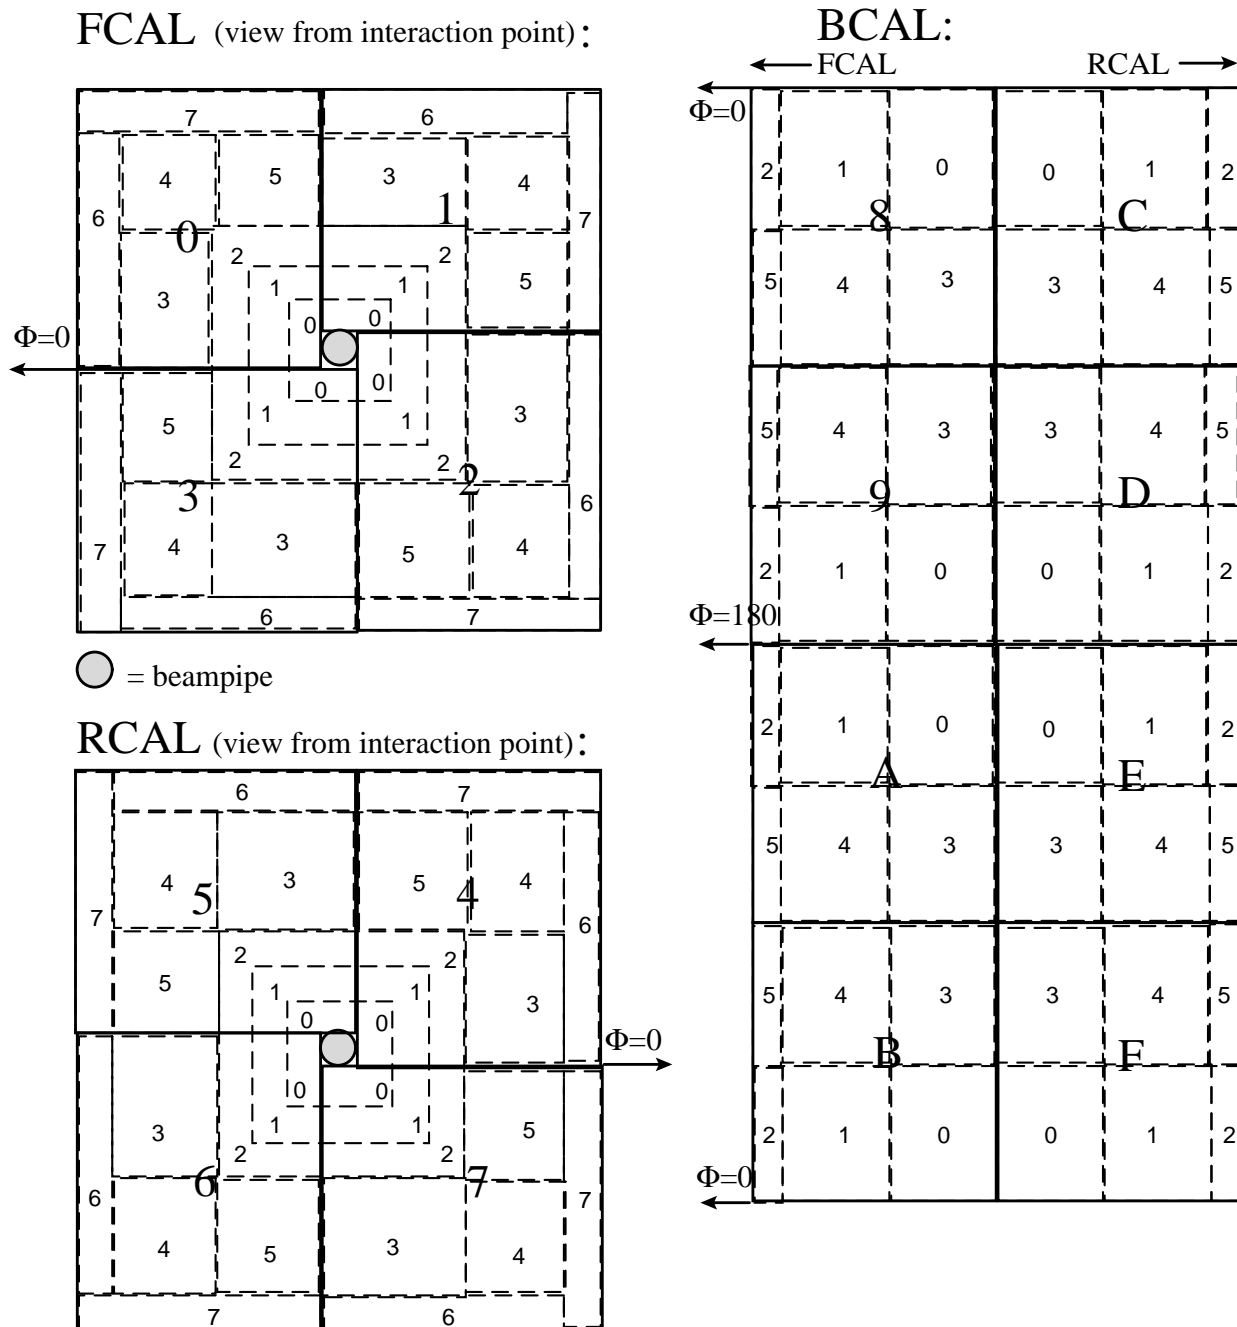 FCAL (view from interaction point) :
7 6
4 5 3 4
6 0 1 7
2 2
1 1 5
3
0 0
Φ=0
0 0
1 1 3
5
2 2
3 2
6
7 4 3 5 4
6 7
= beampipe
RCAL (view from interaction point) :
6 7
4 3 5 4
5 4
7 6
2 2
5 1 1 3
0 0
Φ=0
0 0
1 1 5
3
2 2
6 7
6 7
4 5 3 4
7 6
BCAL:
FCAL RCAL
Φ=0
2 1 0 0 1 2
8 C
5 4 3 3 4 5
5 4 3 3 4 5
9 D
2 1 0 0 1 2
Φ=180
2 1 0 0 1 2
A E
5 4 3 3 4 5
5 4 3 3 4 5
B F
2 1 0 0 1 2
Φ=0